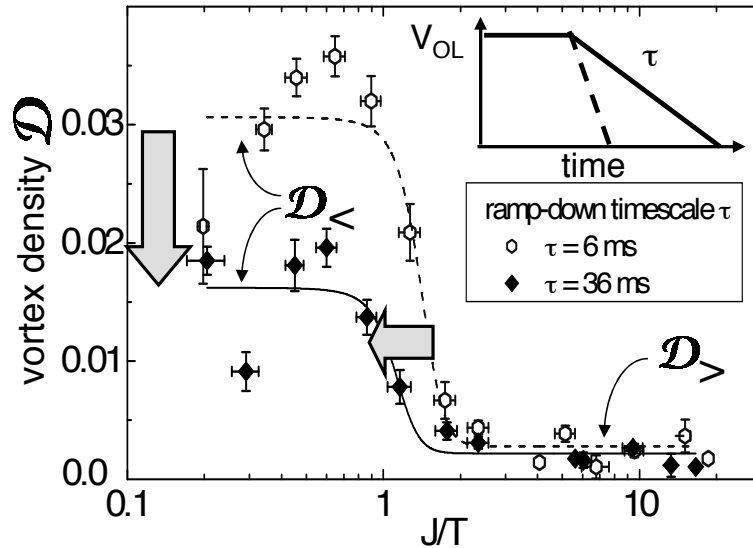 V_OL
τ
time
ramp-down timescale τ
τ = 6 ms
τ = 36 ms
𝒟<
𝒟>
vortex density 𝒟
0.03
0.02
0.01
0.0
0.1
1
10
J/T